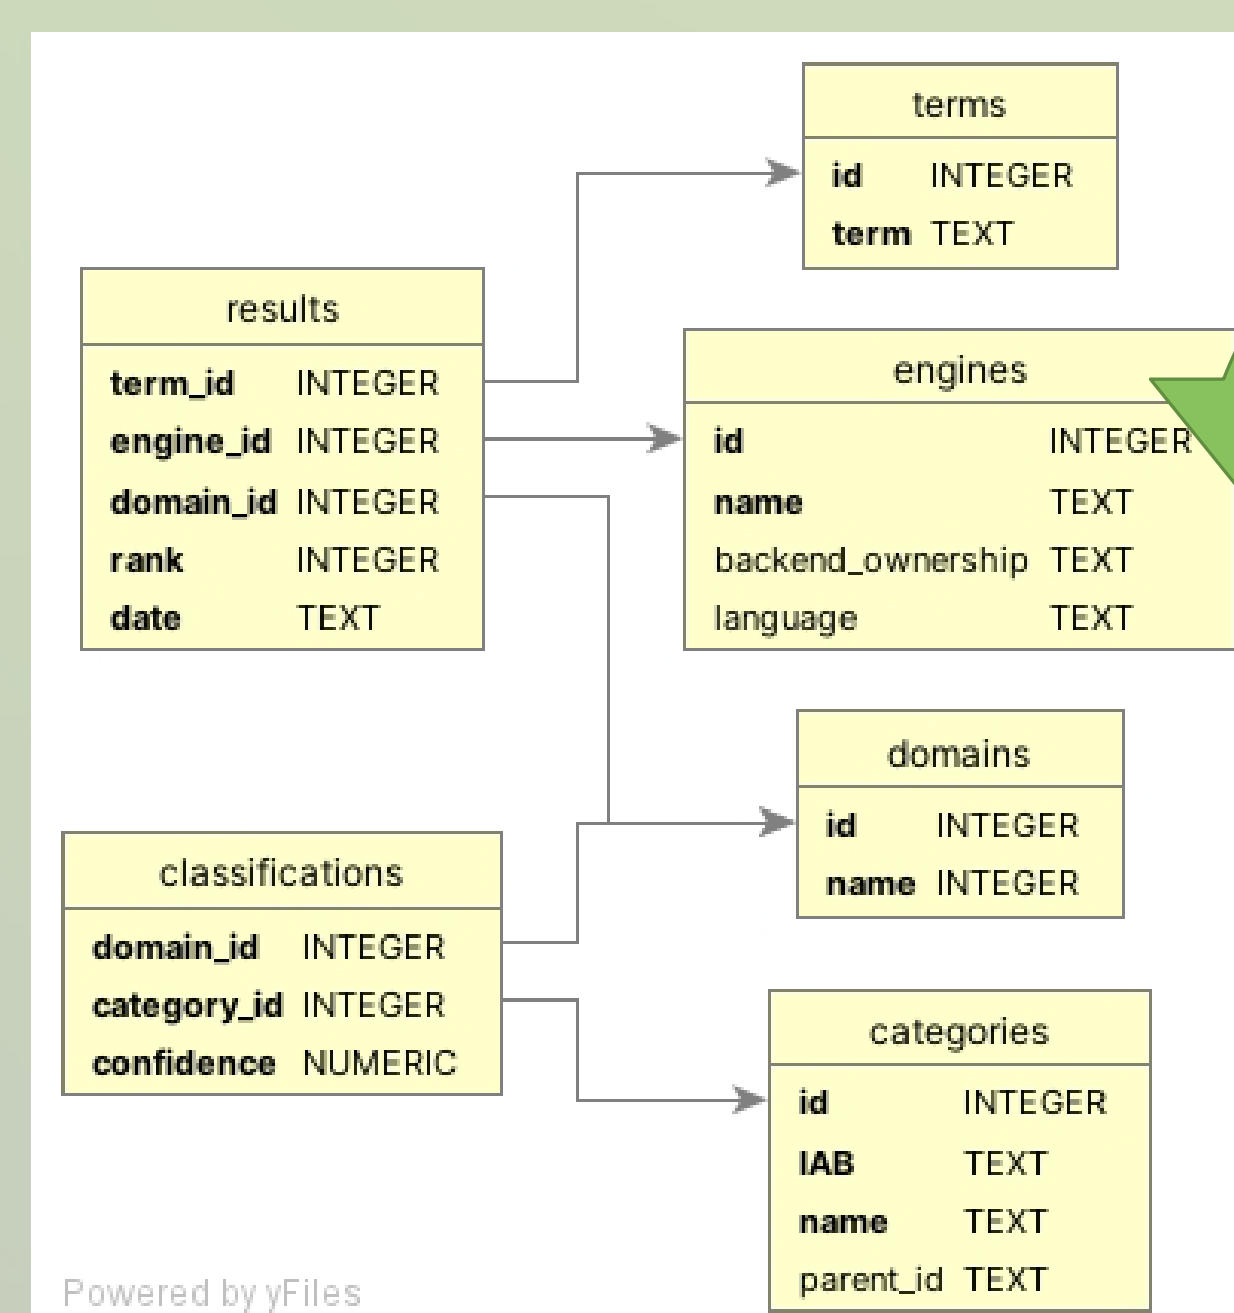 terms
id INTEGER
term TEXT
results
term_id INTEGER
engine_id INTEGER
domain_id INTEGER
rank INTEGER
date TEXT
engines
id INTEGER
name TEXT
backend_ownership TEXT
language TEXT
domains
id INTEGER
name INTEGER
classifications
domain_id INTEGER
category_id INTEGER
confidence NUMERIC
categories
id INTEGER
IAB TEXT
name TEXT
parent_id TEXT
Powered by yFiles